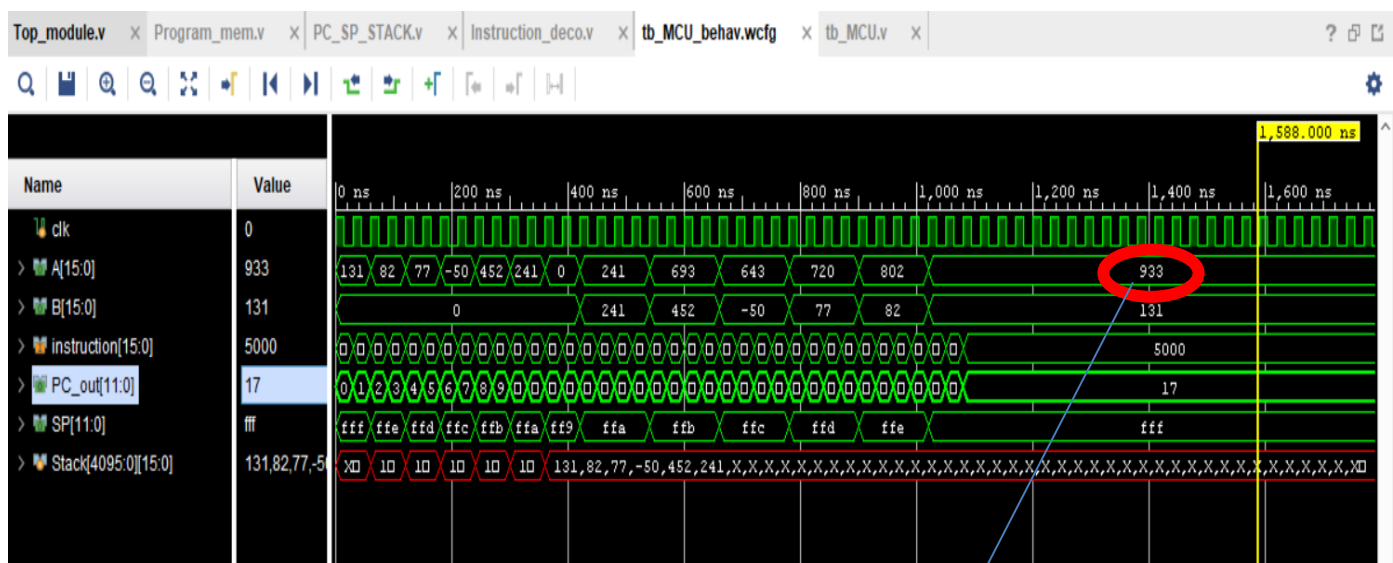 Top_module.v × Program_mem.v × PC_SP_STACK.v × Instruction_deco.v × tb_MCU_behav.wcfg × tb_MCU.v × ?
1,588.000 ns
Name Value 0 ns 200 ns 400 ns 600 ns 800 ns 1,000 ns 1,200 ns 1,400 ns 1,600 ns
clk 0
> A[15:0] 933 131 82 77 -50 452 241 0 241 693 643 720 802 933
> B[15:0] 131 0 241 452 -50 77 82 131
> instruction[15:0] 5000 5000
> PC_out[11:0] 17 0 1 2 3 4 5 6 7 8 9 17
> SP[11:0] fff fff ffe ffd ffc ffb ffa ff9 ffa ffb ffc ffd ffe fff
> Stack[4095:0][15:0] 131,82,77,-50 X 1 1 1 1 1 131,82,77,-50,452,241,X,X,X,X,X,X,X,X,X,X,X,X,X,X,X,X,X,X,X,X,X,X,X,X,X,X,X,X,X,X,X